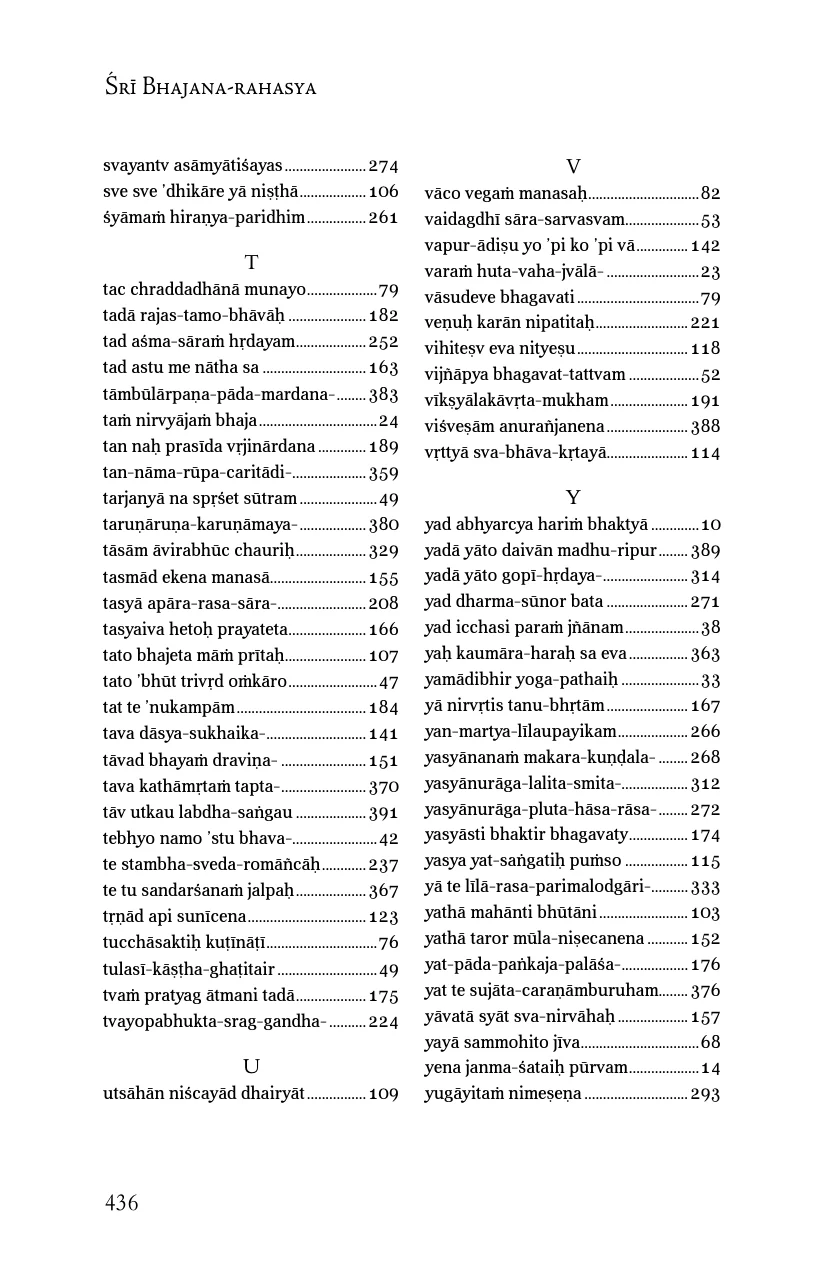 Śrī Bhajana-rahasya
svayantv asāmyātiśayas ...................... 274
sve sve ’dhikāre yā niṣṭhā .................. 106
śyāmaṁ hiraṇya-paridhim ................ 261
T
tac chraddadhānā munayo ................... 79
tadā rajas-tamo-bhāvāḥ ..................... 182
tad aśma-sāraṁ hṛdayam ................... 252
tad astu me nātha sa ............................ 163
tāmbūlārpaṇa-pāda-mardana- ........ 383
taṁ nirvyājaṁ bhaja ................................ 24
tan naḥ prasīda vṛjinārdana ............. 189
tan-nāma-rūpa-caritādi- .................... 359
tarjanyā na spṛśet sūtram ..................... 49
taruṇāruṇa-karuṇāmaya- .................. 380
tāsām āvirabhūc chauriḥ ................... 329
tasmād ekena manasā .......................... 155
tasyā apāra-rasa-sāra- ........................ 208
tasyaiva hetoḥ prayateta ..................... 166
tato bhajeta māṁ prītaḥ ...................... 107
tato ’bhūt trivṛd oṁkāro ........................ 47
tat te ’nukampām ................................... 184
tava dāsya-sukhaika- ........................... 141
tāvad bhayaṁ draviṇa- ....................... 151
tava kathāmṛtaṁ tapta- ....................... 370
tāv utkau labdha-saṅgau ................... 391
tebhyo namo ’stu bhava- ....................... 42
te stambha-sveda-romāñcāḥ ............ 237
te tu sandarśanaṁ jalpaḥ ................... 367
tṛṇād api sunīcena ................................ 123
tucchāsaktiḥ kuṭīnāṭī .............................. 76
tulasī-kāṣṭha-ghaṭitair ........................... 49
tvaṁ pratyag ātmani tadā ................... 175
tvayopabhukta-srag-gandha- .......... 224
U
utsāhān niścayād dhairyāt ................ 109
V
vāco vegaṁ manasaḥ .............................. 82
vaidagdhī sāra-sarvasvam .................... 53
vapur-ādiṣu yo ’pi ko ’pi vā .............. 142
varaṁ huta-vaha-jvālā- ......................... 23
vāsudeve bhagavati ................................. 79
veṇuḥ karān nipatitaḥ ......................... 221
vihiteṣv eva nityeṣu .............................. 118
vijñāpya bhagavat-tattvam ................... 52
vīkṣyālakāvṛta-mukham ..................... 191
viśveṣām anurañjanena ...................... 388
vṛttyā sva-bhāva-kṛtayā ...................... 114
Y
yad abhyarcya hariṁ bhaktyā ............. 10
yadā yāto daivān madhu-ripur ........ 389
yadā yāto gopī-hṛdaya- ....................... 314
yad dharma-sūnor bata ...................... 271
yad icchasi paraṁ jñānam .................... 38
yaḥ kaumāra-haraḥ sa eva ................ 363
yamādibhir yoga-pathaiḥ ..................... 33
yā nirvṛtis tanu-bhṛtām ...................... 167
yan-martya-līlaupayikam ................... 266
yasyānanaṁ makara-kuṇḍala- ........ 268
yasyānurāga-lalita-smita- .................. 312
yasyānurāga-pluta-hāsa-rāsa- ........ 272
yasyāsti bhaktir bhagavaty ................ 174
yasya yat-saṅgatiḥ puṁso ................. 115
yā te līlā-rasa-parimalodgāri- .......... 333
yathā mahānti bhūtāni ........................ 103
yathā taror mūla-niṣecanena ........... 152
yat-pāda-paṅkaja-palāśa- .................. 176
yat te sujāta-caraṇāmburuham ........ 376
yāvatā syāt sva-nirvāhaḥ ................... 157
yayā sammohito jīva ................................ 68
yena janma-śataiḥ pūrvam ................... 14
yugāyitaṁ nimeṣeṇa ............................ 293
436